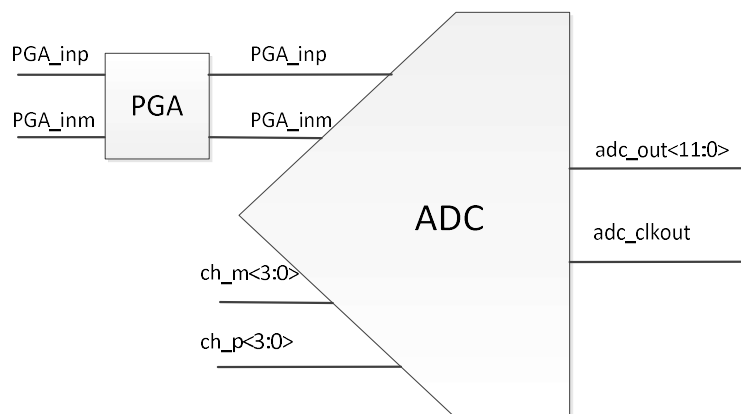 PGA_inp
PGA_inp
PGA
PGA_inm
PGA_inm
adc_out<11:0>
ADC
adc_clkout
ch_m<3:0>
ch_p<3:0>